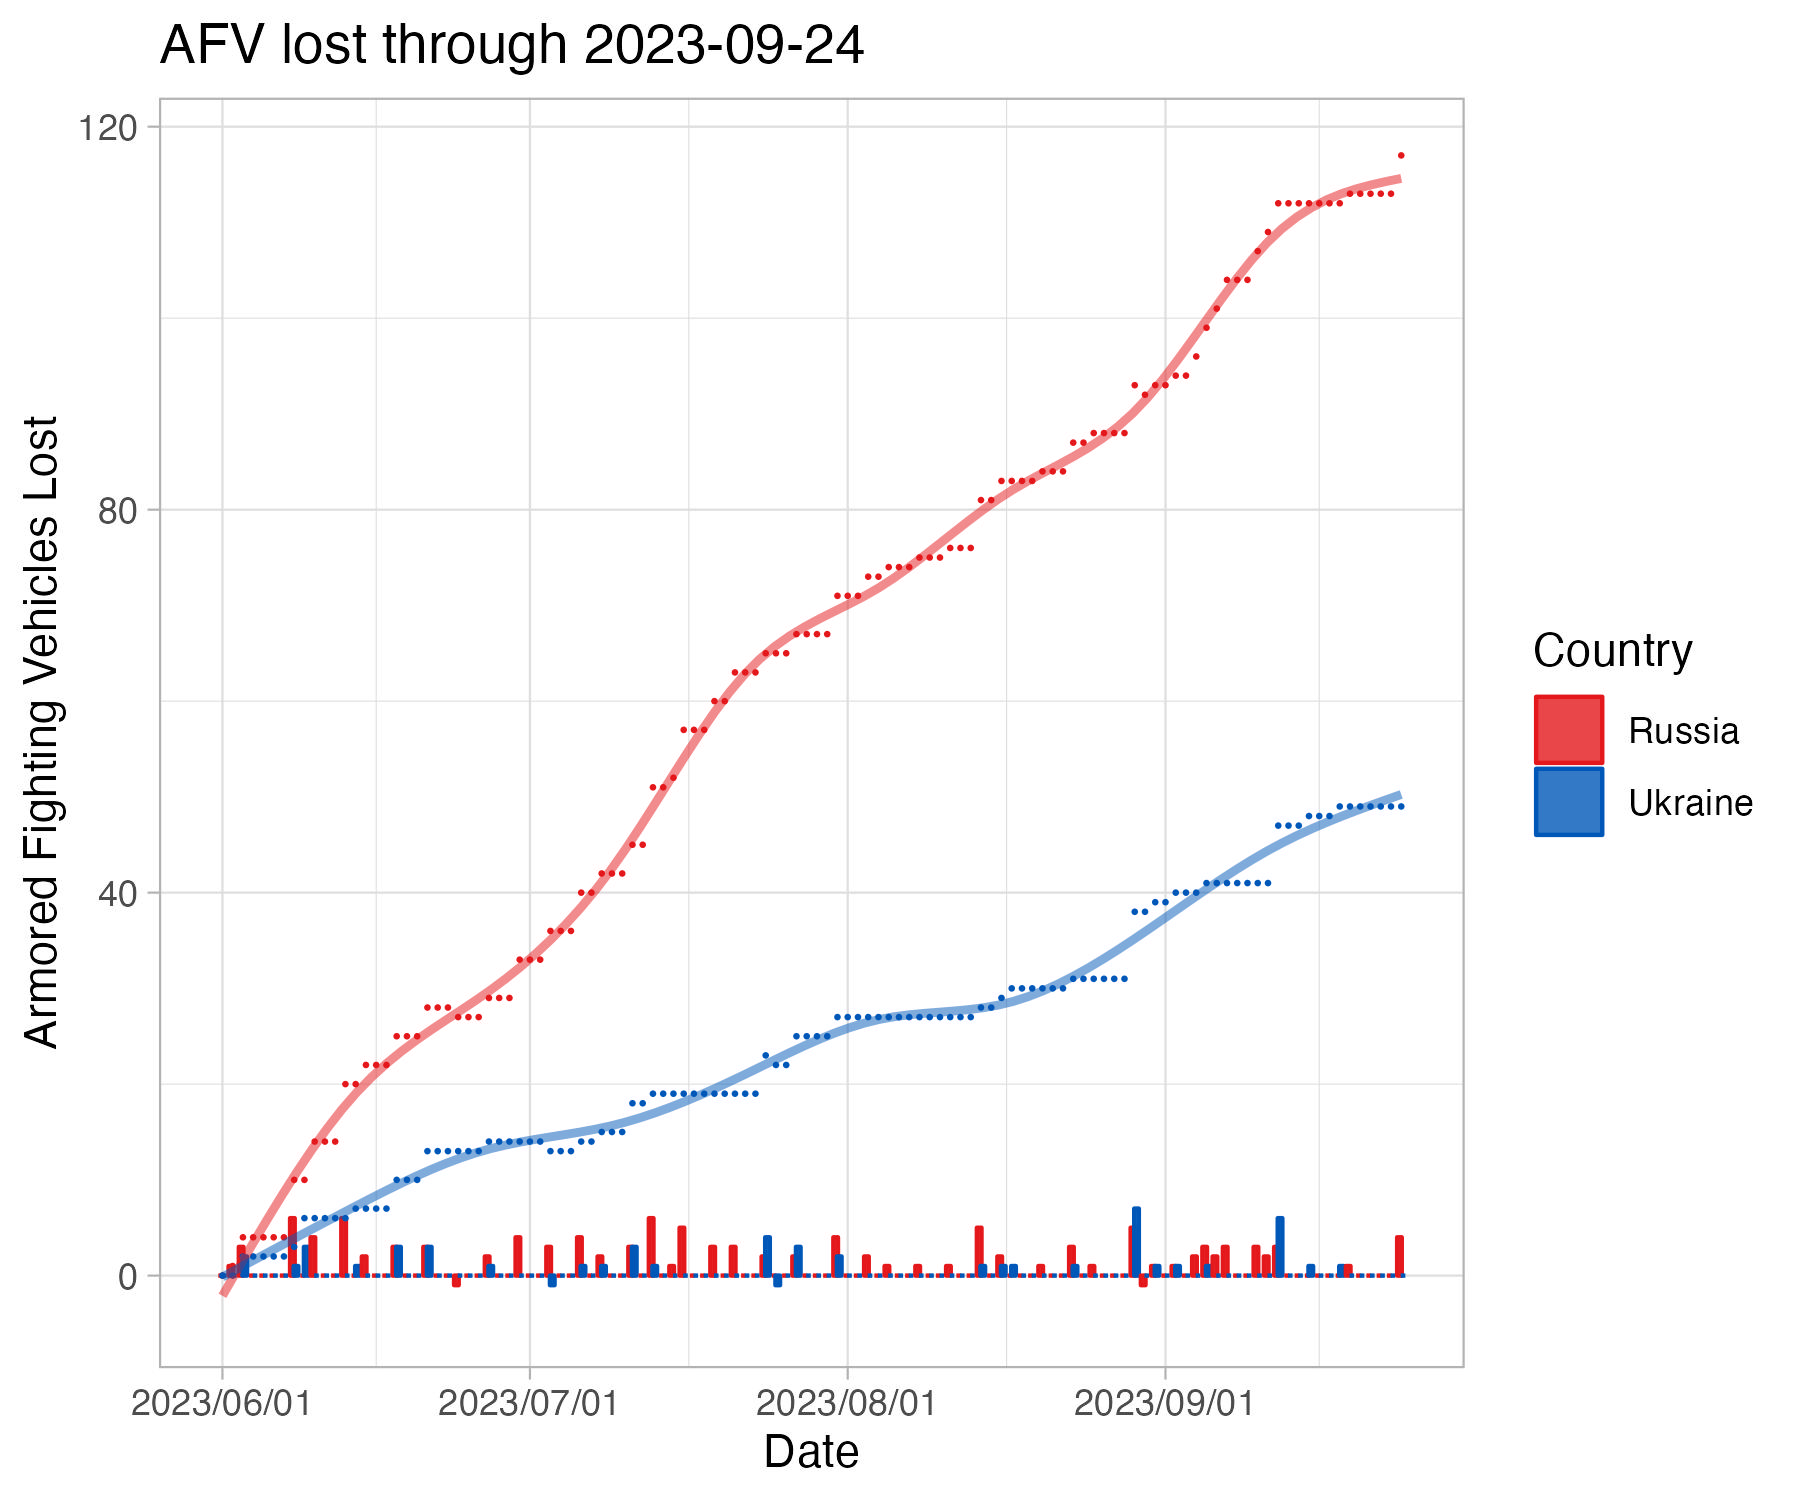 AFV lost through 2023-09-24
Armored Fighting Vehicles Lost
120
80
40
0
2023/06/01
2023/07/01
2023/08/01
2023/09/01
Date
Country
Russia
Ukraine